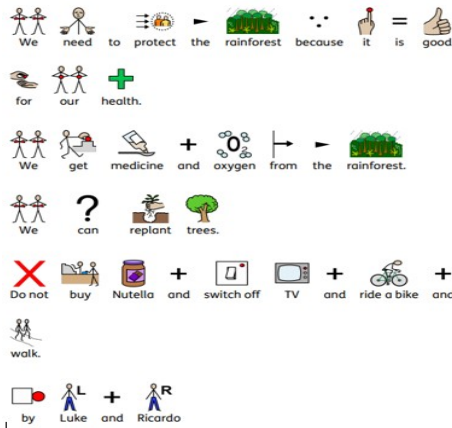 We need to protect the rainforest because it is good
for our health.
We get medicine and oxygen from the rainforest.
We can replant trees.
Do not buy Nutella and switch off TV and ride a bike and
walk.
by Luke and Ricardo